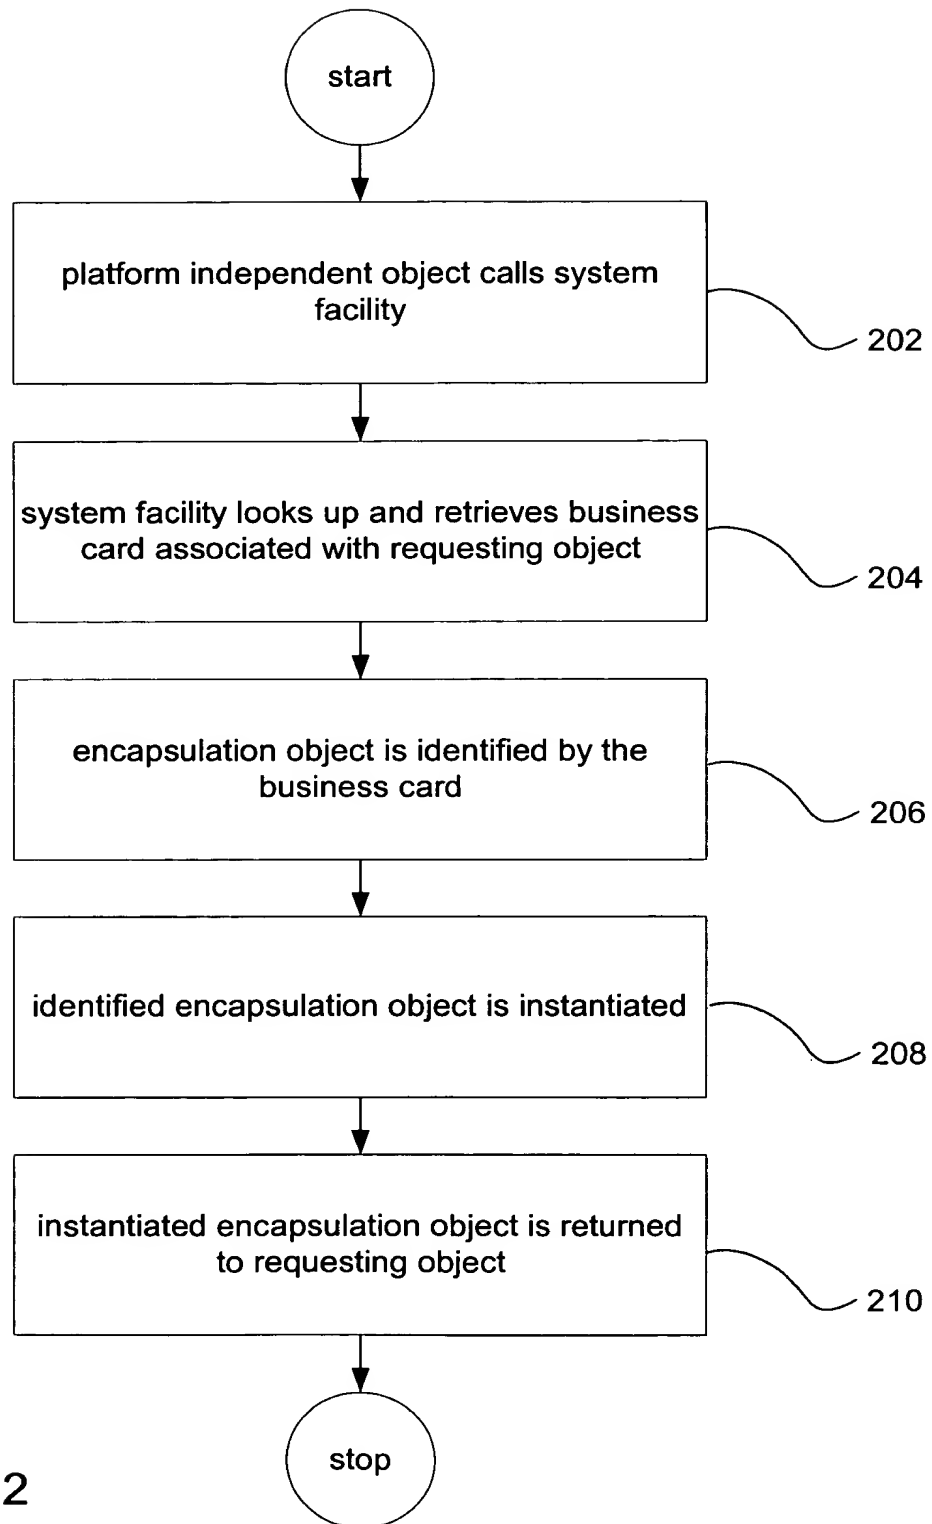 start
platform independent object calls system
facility
202
system facility looks up and retrieves business
card associated with requesting object
204
encapsulation object is identified by the
business card
206
identified encapsulation object is instantiated
208
instantiated encapsulation object is returned
to requesting object
210
stop
2